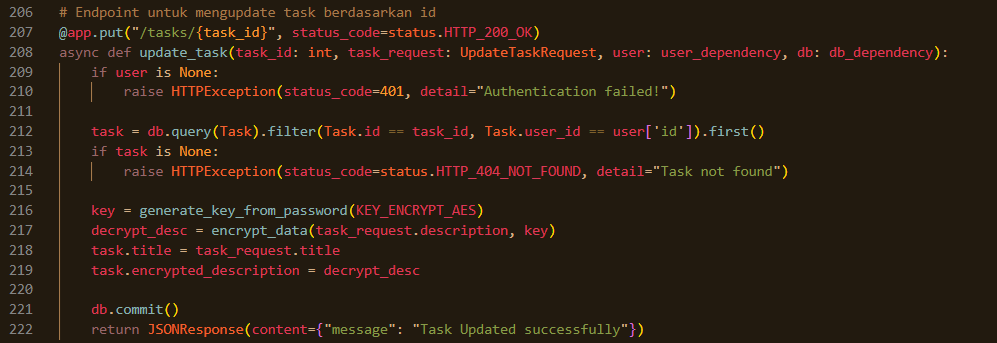 206 # Endpoint untuk mengupdate task berdasarkan id
207 @app.put("/tasks/{task_id}", status_code=status.HTTP_200_OK)
208 async def update_task(task_id: int, task_request: UpdateTaskRequest, user: user_dependency, db: db_dependency):
209     if user is None:
210         raise HTTPException(status_code=401, detail="Authentication failed!")
211
212     task = db.query(Task).filter(Task.id == task_id, Task.user_id == user['id']).first()
213     if task is None:
214         raise HTTPException(status_code=status.HTTP_404_NOT_FOUND, detail="Task not found")
215
216     key = generate_key_from_password(KEY_ENCRYPT_AES)
217     decrypt_desc = encrypt_data(task_request.description, key)
218     task.title = task_request.title
219     task.encrypted_description = decrypt_desc
220
221     db.commit()
222     return JSONResponse(content={"message": "Task Updated successfully"})